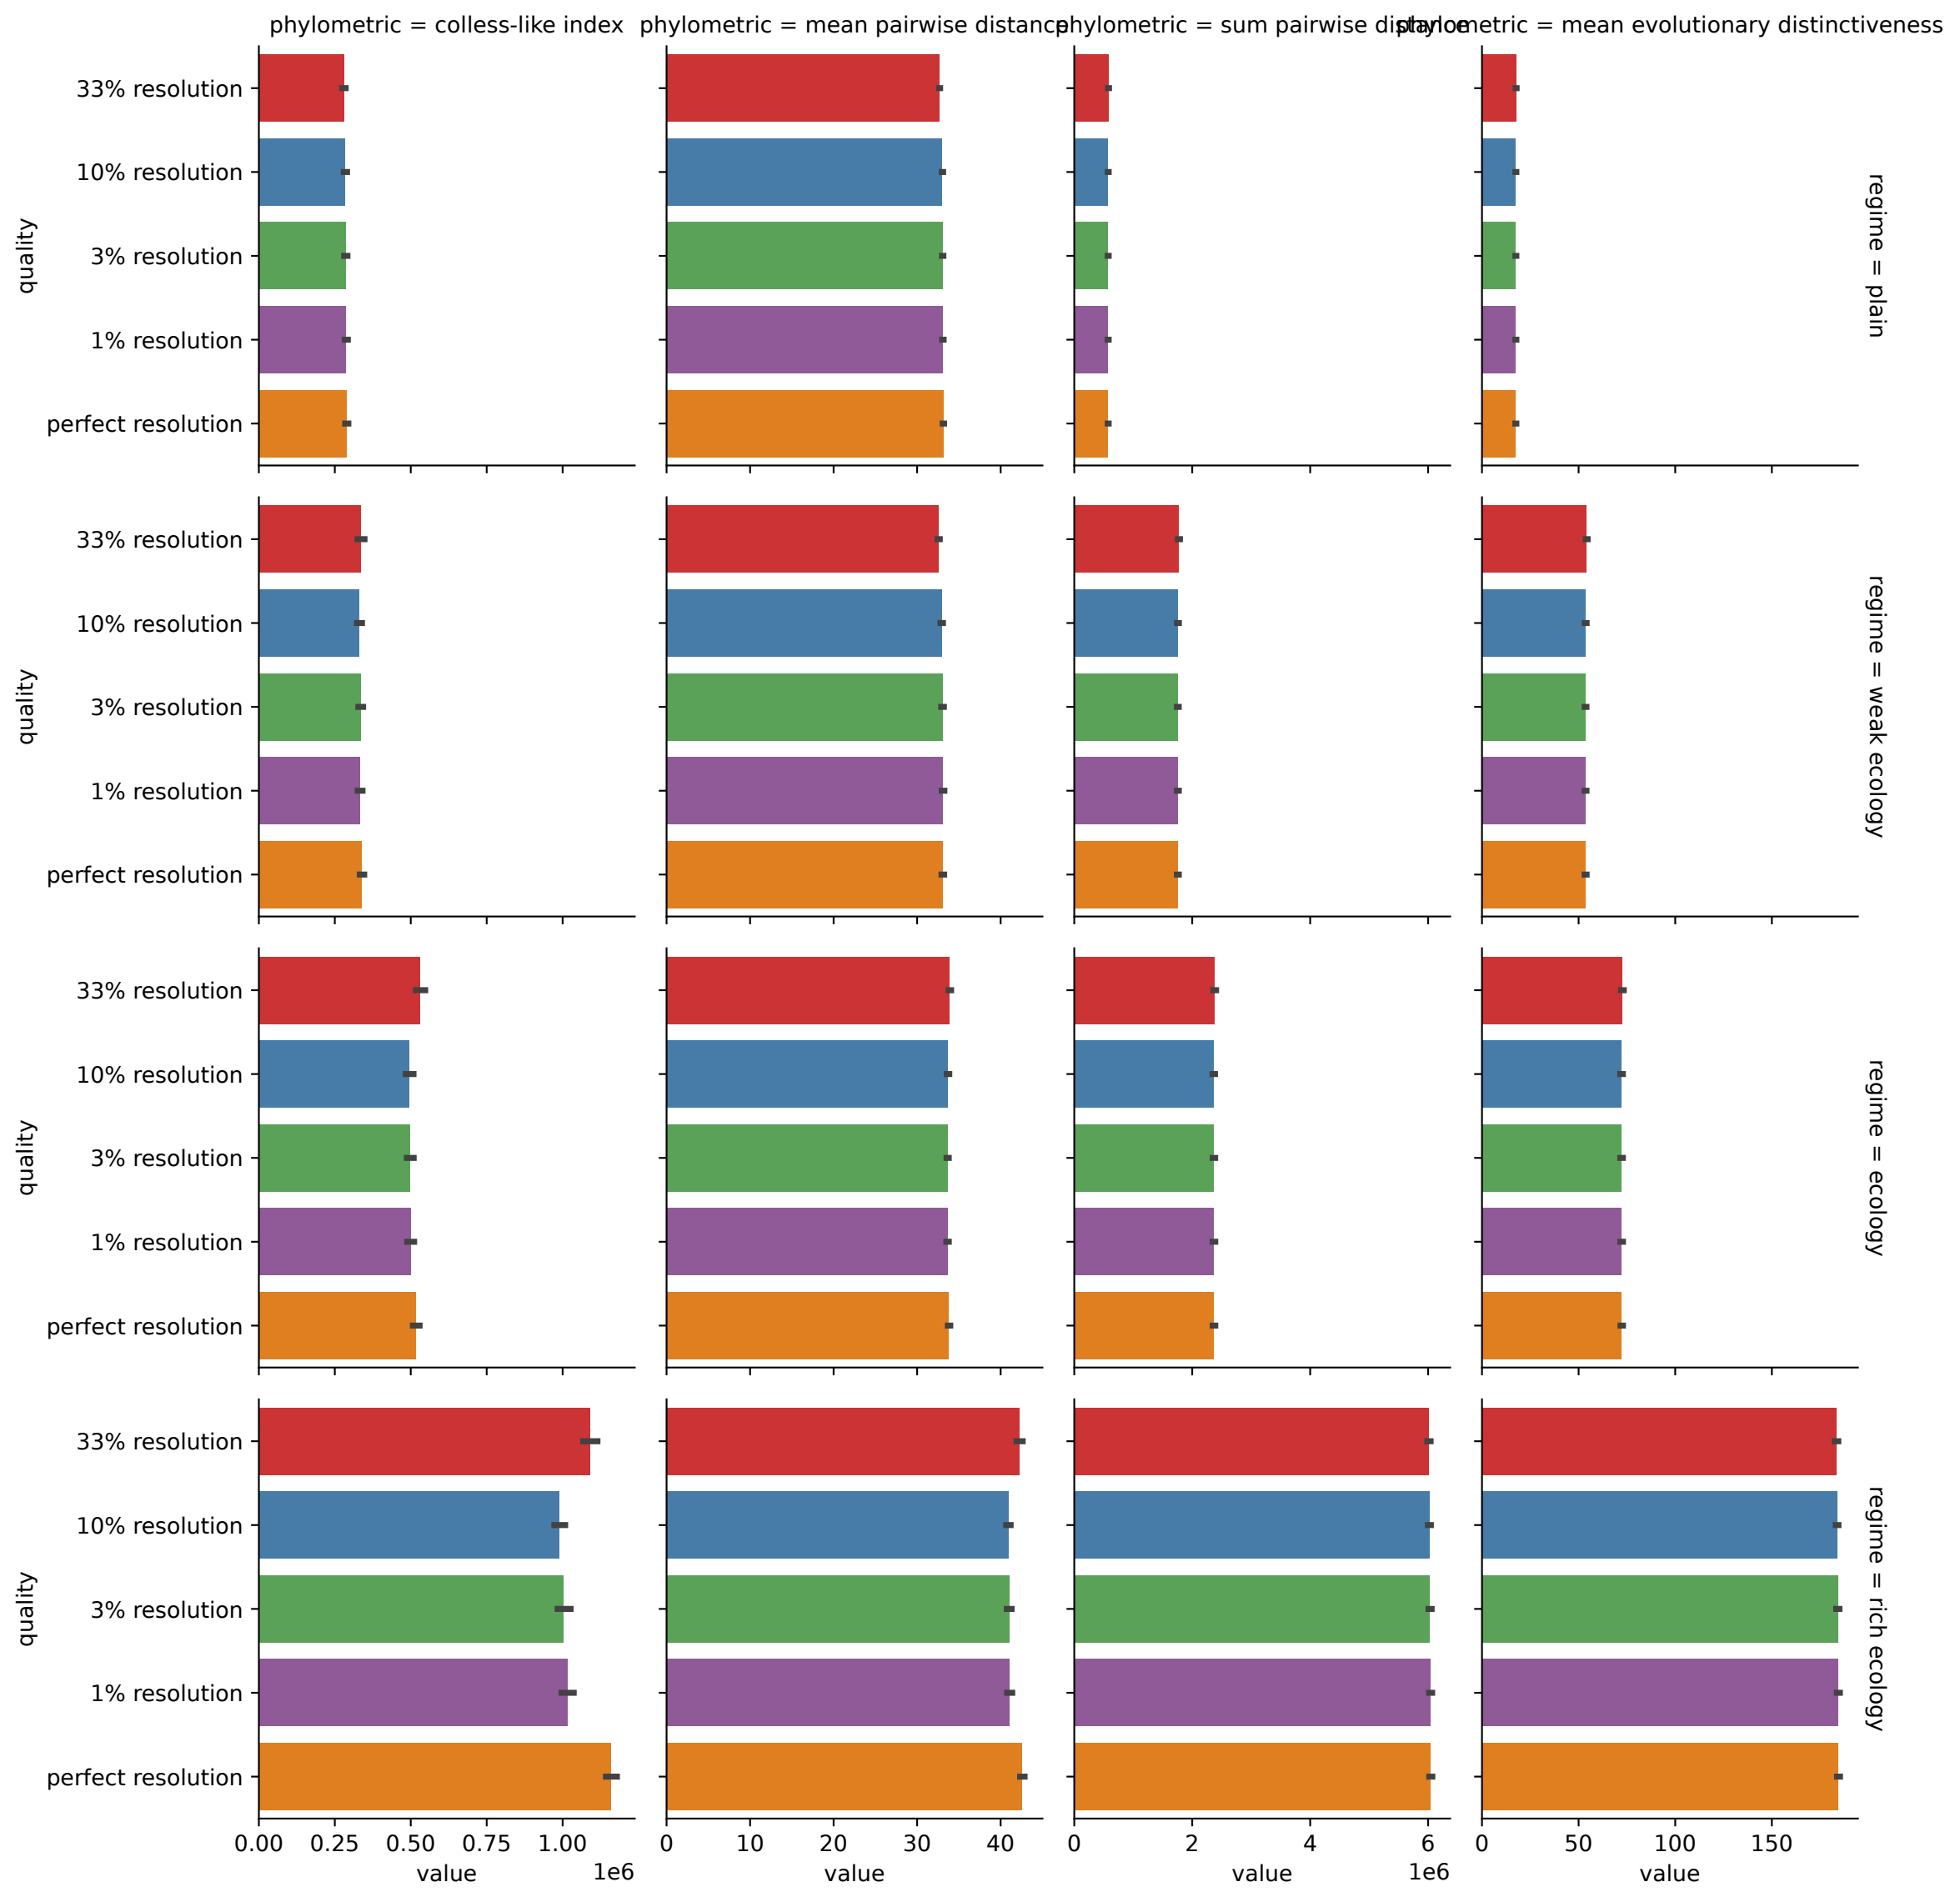 phylometric = colless-like index
phylometric = mean pairwise distance
phylometric = sum pairwise distance
phylometric = mean evolutionary distinctiveness
quality
33% resolution
10% resolution
3% resolution
1% resolution
perfect resolution
regime = plain
quality
33% resolution
10% resolution
3% resolution
1% resolution
perfect resolution
regime = weak ecology
quality
33% resolution
10% resolution
3% resolution
1% resolution
perfect resolution
regime = ecology
quality
33% resolution
10% resolution
3% resolution
1% resolution
perfect resolution
regime = rich ecology
0.00 0.25 0.50 0.75 1.00
1e6
value
0 10 20 30 40
value
0 2 4 6
1e6
value
0 50 100 150
value